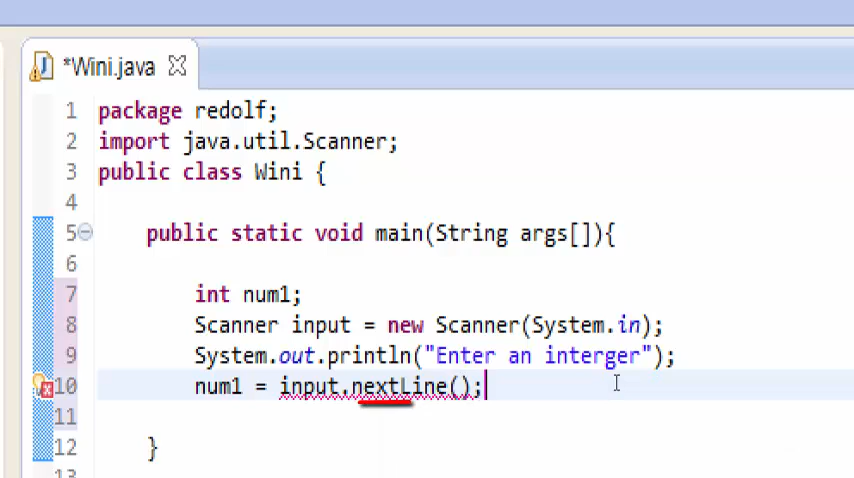 *Wini.java
1 package redolf;
2 import java.util.Scanner;
3 public class Wini {
4
5 public static void main(String args[]){
6
7 int num1;
8 Scanner input = new Scanner(System.in);
9 System.out.println("Enter an interger");
10 num1 = input.nextLine();
11
12 }
13